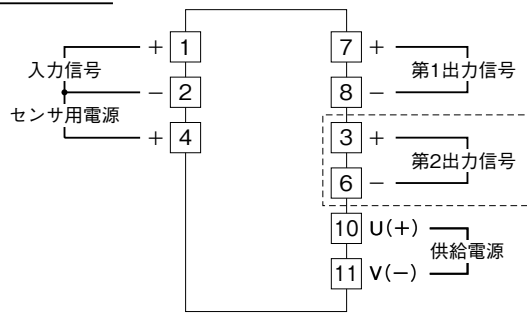 + 1
入力信号
− 2
センサ用電源
+ 4
7 +
第1出力信号
8 −
3 +
第2出力信号
6 −
10 U(+)
供給電源
11 V(−)